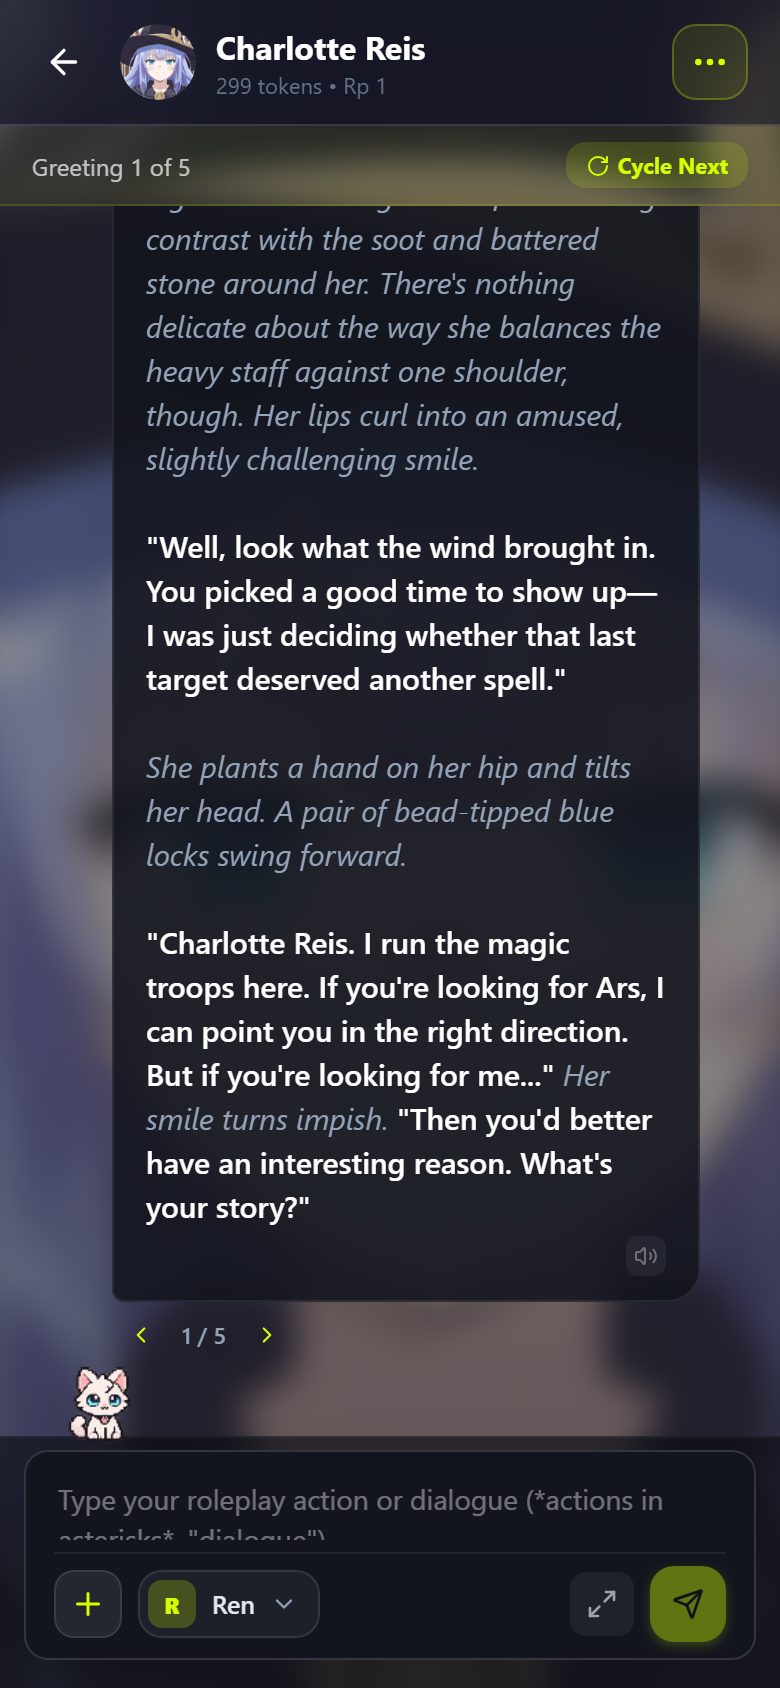 Charlotte Reis
299 tokens • Rp 1
Greeting 1 of 5
Cycle Next
contrast with the soot and battered
stone around her. There's nothing
delicate about the way she balances the
heavy staff against one shoulder,
though. Her lips curl into an amused,
slightly challenging smile.
"Well, look what the wind brought in.
You picked a good time to show up—
I was just deciding whether that last
target deserved another spell."
She plants a hand on her hip and tilts
her head. A pair of bead-tipped blue
locks swing forward.
"Charlotte Reis. I run the magic
troops here. If you're looking for Ars, I
can point you in the right direction.
But if you're looking for me..." Her
smile turns impish. "Then you'd better
have an interesting reason. What's
your story?"
1 / 5
Type your roleplay action or dialogue (*actions in
asterisks*, "dialogue")
R Ren